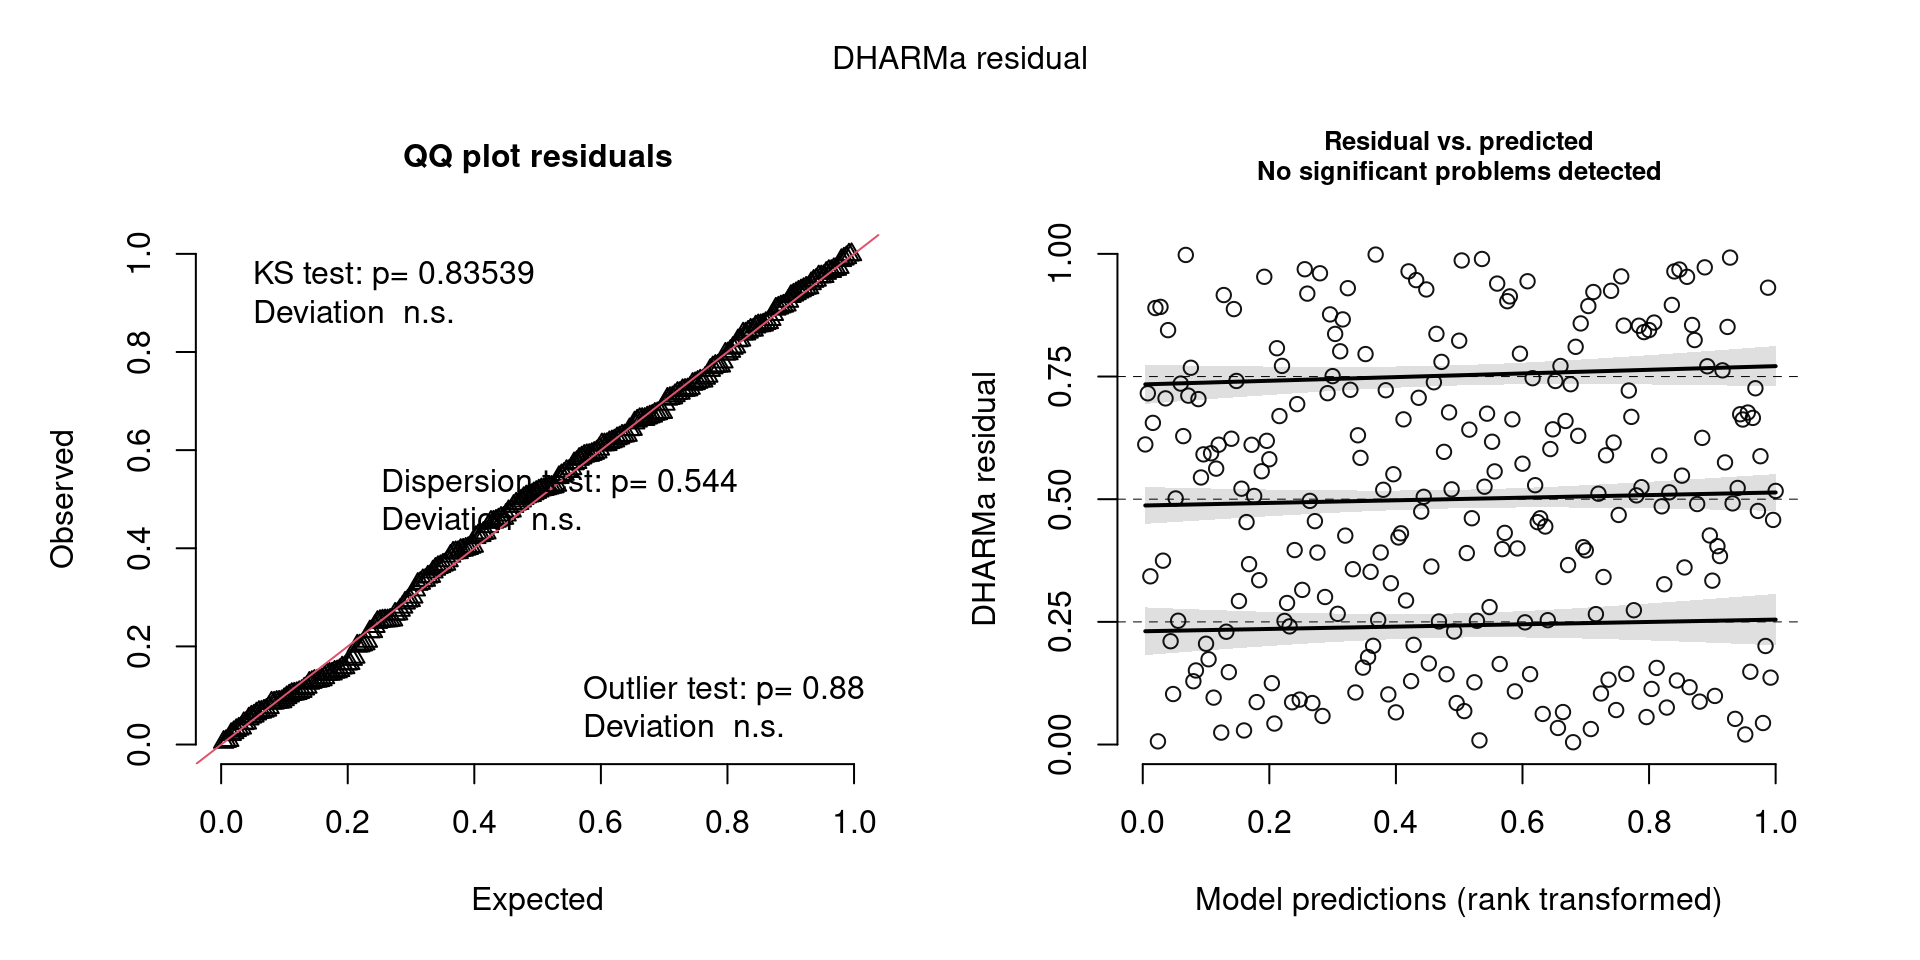 DHARMa residual
QQ plot residuals
KS test: p= 0.83539
Deviation  n.s.
Dispersion test: p= 0.544
Deviation  n.s.
Outlier test: p= 0.88
Deviation  n.s.
Observed
1.0
0.8
0.6
0.4
0.2
0.0
0.0 0.2 0.4 0.6 0.8 1.0
Expected
Residual vs. predicted
No significant problems detected
DHARMa residual
1.00
0.75
0.50
0.25
0.00
0.0 0.2 0.4 0.6 0.8 1.0
Model predictions (rank transformed)